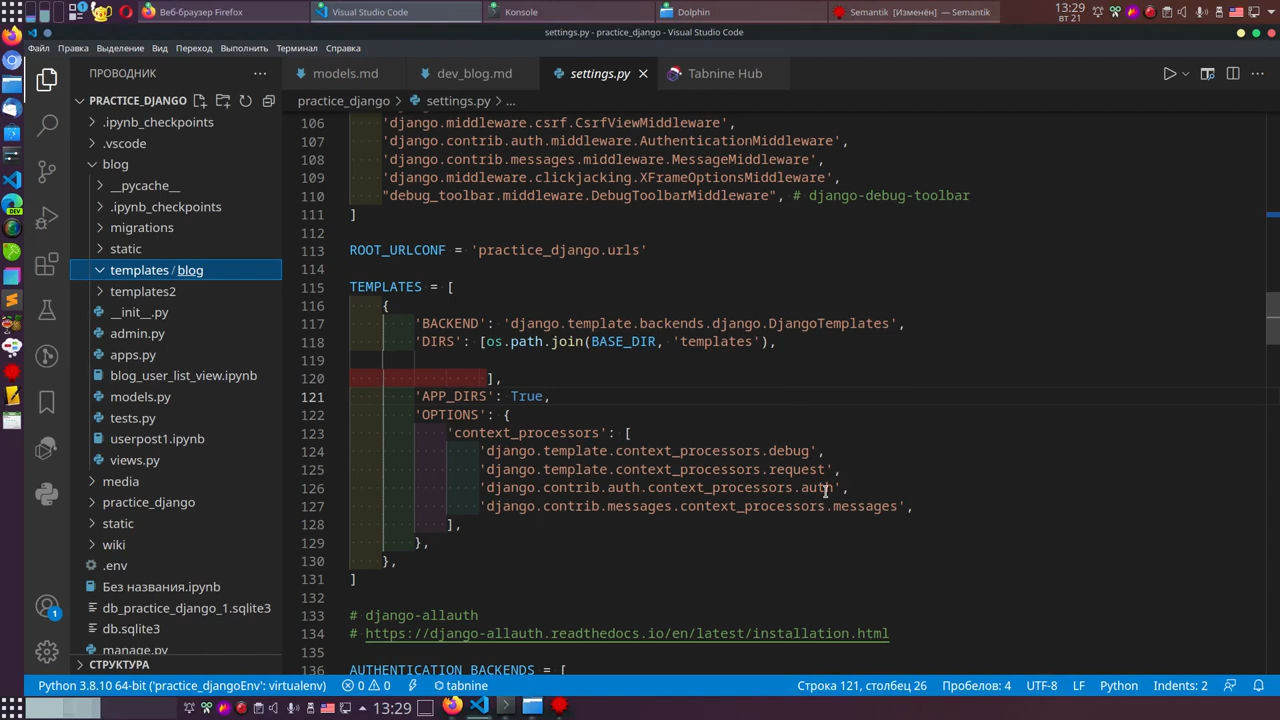 Веб-браузер Firefox
Visual Studio Code
Konsole
Dolphin
Semantik [Изменён] — Semantik
13:29
вт 21
settings.py - practice_django - Visual Studio Code
Файл Правка Выделение Вид Переход Выполнить Терминал Справка
ПРОВОДНИК
models.md
dev_blog.md
settings.py
Tabnine Hub
PRACTICE_DJANGO
.ipynb_checkpoints
.vscode
blog
__pycache__
.ipynb_checkpoints
migrations
static
templates / blog
templates2
__init__.py
admin.py
apps.py
blog_user_list_view.ipynb
models.py
tests.py
userpost1.ipynb
views.py
media
practice_django
static
wiki
.env
Без названия.ipynb
db_practice_django_1.sqlite3
db.sqlite3
manage.py
СТРУКТУРА
practice_django > settings.py > ...
106 'django.middleware.csrf.CsrfViewMiddleware',
107 'django.contrib.auth.middleware.AuthenticationMiddleware',
108 'django.contrib.messages.middleware.MessageMiddleware',
109 'django.middleware.clickjacking.XFrameOptionsMiddleware',
110 "debug_toolbar.middleware.DebugToolbarMiddleware", # django-debug-toolbar
111 ]
112
113 ROOT_URLCONF = 'practice_django.urls'
114
115 TEMPLATES = [
116 {
117 'BACKEND': 'django.template.backends.django.DjangoTemplates',
118 'DIRS': [os.path.join(BASE_DIR, 'templates'),
119
120 ],
121 'APP_DIRS': True,
122 'OPTIONS': {
123 'context_processors': [
124 'django.template.context_processors.debug',
125 'django.template.context_processors.request',
126 'django.contrib.auth.context_processors.auth',
127 'django.contrib.messages.context_processors.messages',
128 ],
129 },
130 },
131 ]
132
133 # django-allauth
134 # https://django-allauth.readthedocs.io/en/latest/installation.html
135
136 AUTHENTICATION_BACKENDS = [
DEV
1
Python 3.8.10 64-bit ('practice_djangoEnv': virtualenv) 0 0 tabnine
Строка 121, столбец 26 Пробелов: 4 UTF-8 LF Python Indents: 2
13:29